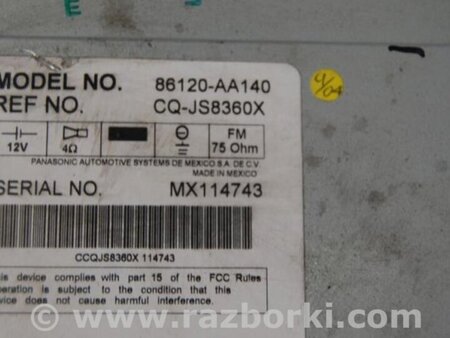 MODEL NO. 86120-AA140
REF NO. CQ-JS8360X
12V 4Ω FM 75 Ohm
PANASONIC AUTOMOTIVE SYSTEMS DE MEXICO S.A. DE C.V.
MADE IN MEXICO
SERIAL NO. MX114743
CCQJS8360X 114743
his device complies with part 15 of the FCC Rules
peration is subject to the condition that this
evice does not cause harmful interference.
www.razborki.com